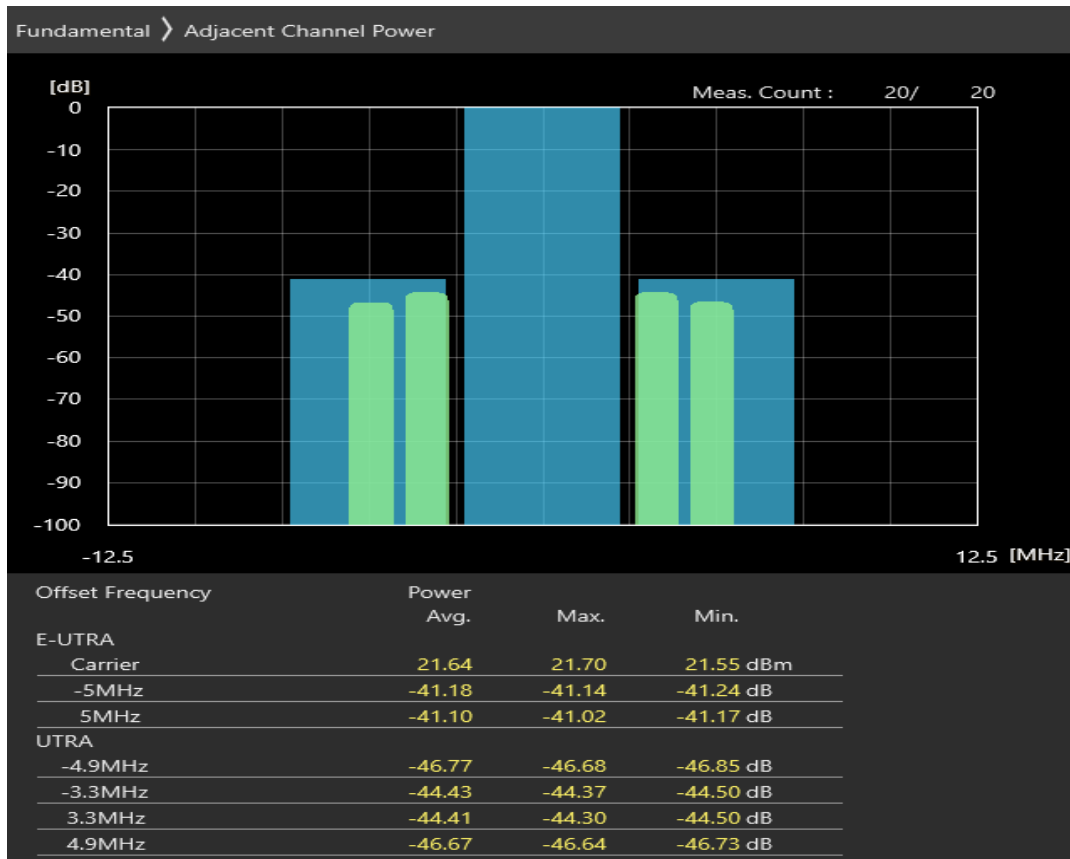 Fundamental ❯ Adjacent Channel Power
[dB]
Meas. Count : 20/ 20
0
-10
-20
-30
-40
-50
-60
-70
-80
-90
-100
-12.5 12.5 [MHz]
Offset Frequency Power
Avg. Max. Min.
E-UTRA
Carrier 21.64 21.70 21.55 dBm
-5MHz -41.18 -41.14 -41.24 dB
5MHz -41.10 -41.02 -41.17 dB
UTRA
-4.9MHz -46.77 -46.68 -46.85 dB
-3.3MHz -44.43 -44.37 -44.50 dB
3.3MHz -44.41 -44.30 -44.50 dB
4.9MHz -46.67 -46.64 -46.73 dB